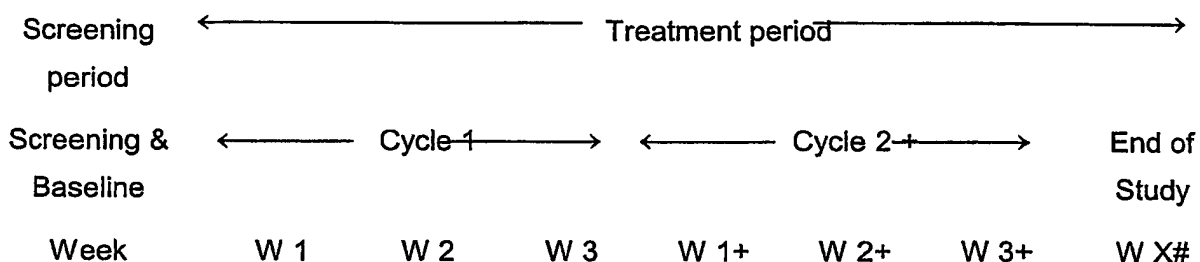 Screening Treatment period
period
Screening & Cycle 1 Cycle 2 + End of
Baseline Study
Week W 1 W 2 W 3 W 1+ W 2+ W 3+ W X#